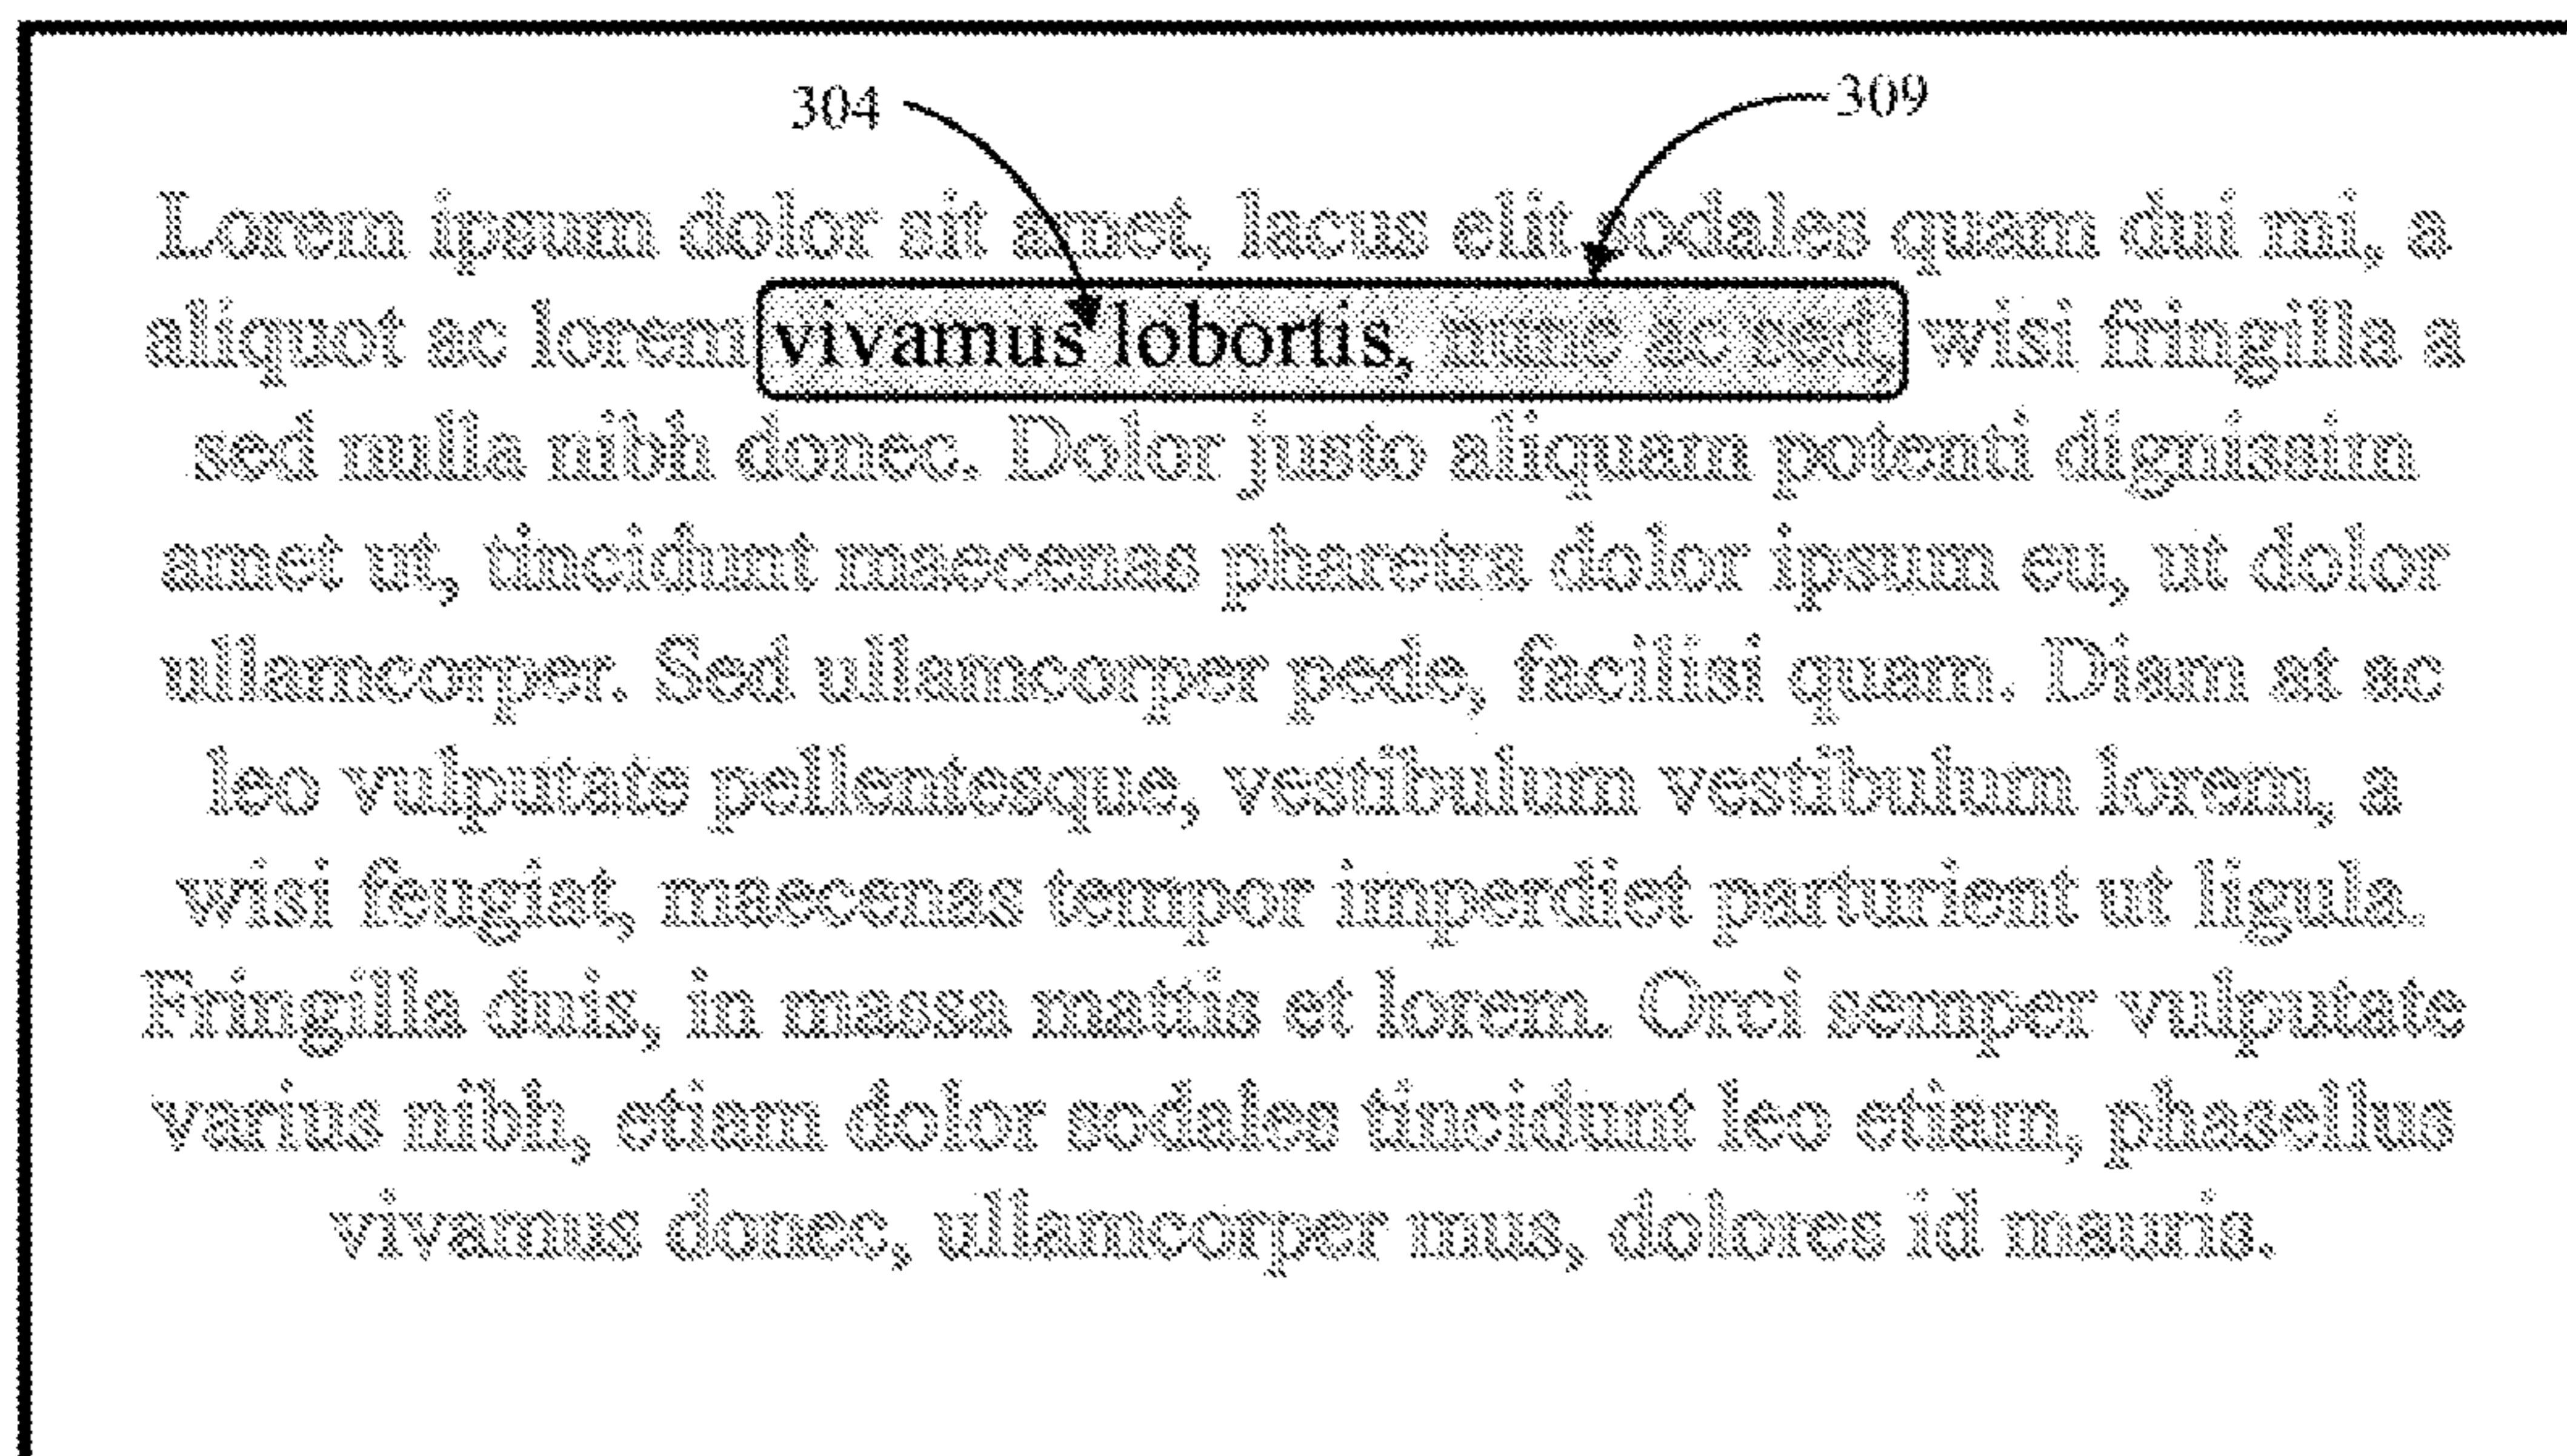 304 309
Lorem ipsum dolor sit amet, lacus elit sodales quam dui mi, a
aliquot ac lorem vivamus lobortis, nunc ac sed, wisi fringilla a
sed nulla nibh donec. Dolor justo aliquam potenti dignissim
amet ut, tincidunt maecenas pharetra dolor ipsum eu, ut dolor
ullamcorper. Sed ullamcorper pede, facilisi quam. Diam at ac
leo vulputate pellentesque, vestibulum vestibulum lorem, a
wisi feugiat, maecenas tempor imperdiet parturient ut ligula.
Fringilla duis, in massa mattis et lorem. Orci semper vulputate
varius nibh, etiam dolor sodales tincidunt leo etiam, phasellus
vivamus donec, ullamcorper mus, dolores id mauris.